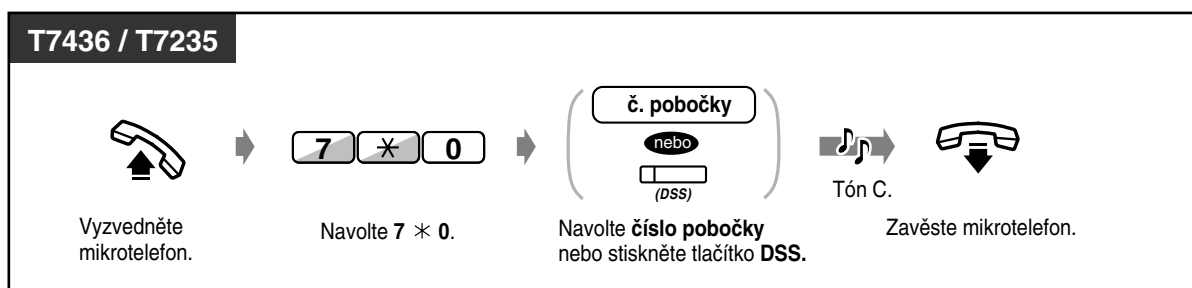 T7436 / T7235
7 ✳ 0
č. pobočky
nebo
(DSS)
Tón C.
Vyzvedněte
mikrotelefon.
Navolte 7 ✳ 0.
Navolte číslo pobočky
nebo stiskněte tlačítko DSS.
Zavěste mikrotelefon.